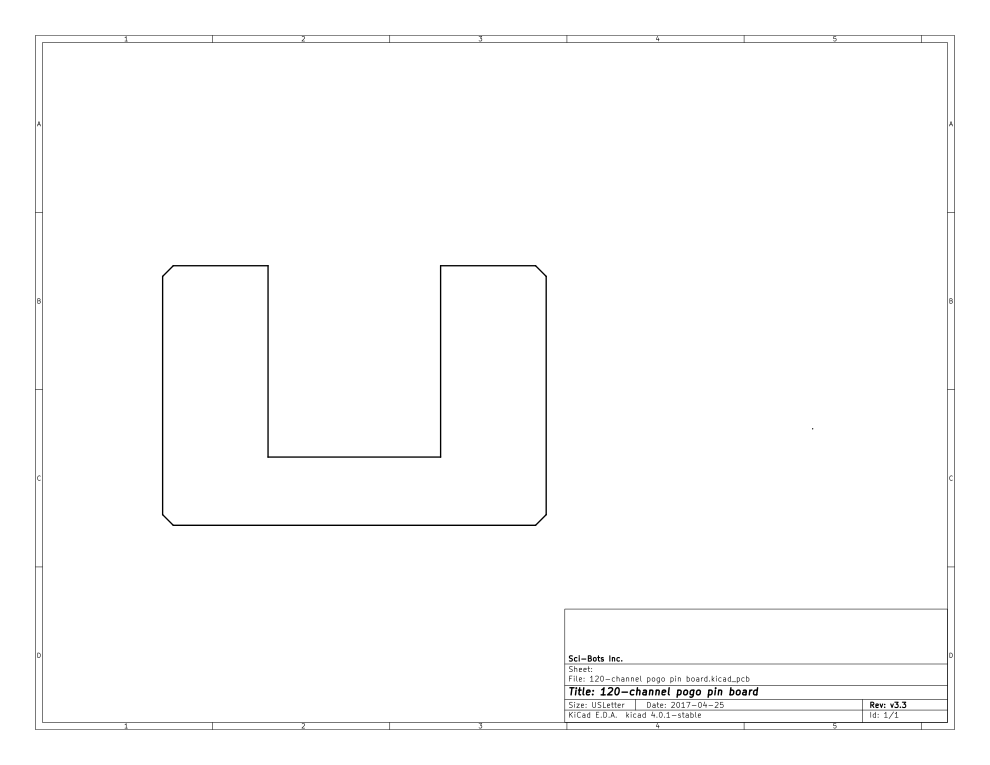 1 2 3 4 5
A A
B B
C C
D D
Sci-Bots Inc.
Sheet:
File: 120-channel pogo pin board.kicad_pcb
Title: 120-channel pogo pin board
Size: USLetter Date: 2017-04-25 Rev: v3.3
KiCad E.D.A. kicad 4.0.1-stable Id: 1/1
1 2 3 4 5